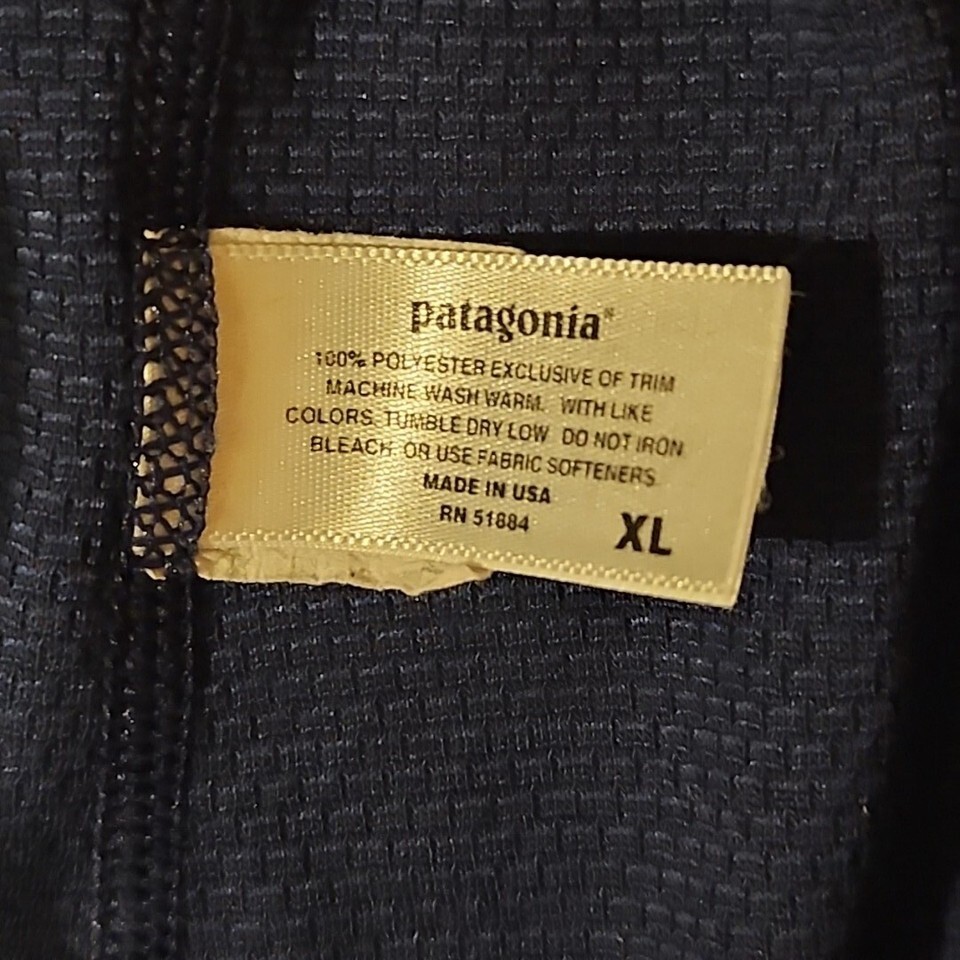 patagonia®
100% POLYESTER EXCLUSIVE OF TRIM
MACHINE WASH WARM. WITH LIKE
COLORS. TUMBLE DRY LOW DO NOT IRON
BLEACH. OR USE FABRIC SOFTENERS
MADE IN USA
RN 51884
XL